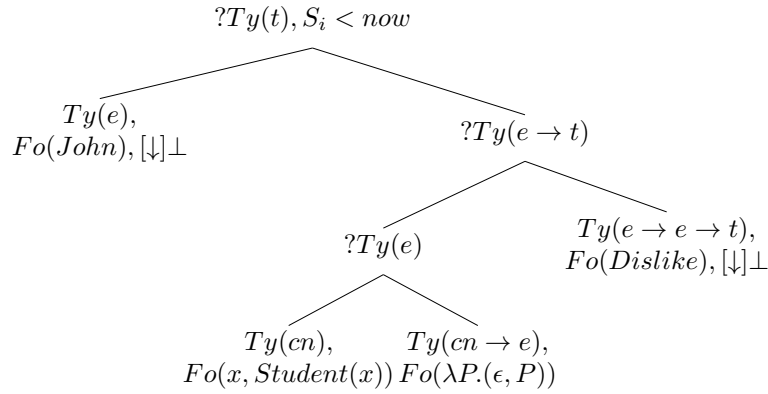 ?Ty(t), S_i < now
Ty(e),
Fo(John), [↓]⊥
?Ty(e → t)
?Ty(e)
Ty(e → e → t),
Fo(Dislike), [↓]⊥
Ty(cn),
Fo(x, Student(x))
Ty(cn → e),
Fo(λP.(ϵ, P))